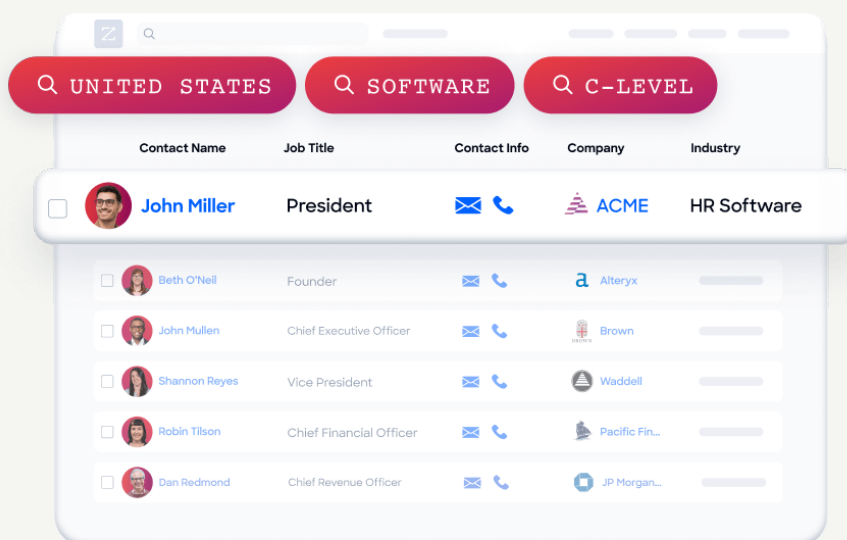 Z
UNITED STATES SOFTWARE C-LEVEL
Contact Name Job Title Contact Info Company Industry
John Miller President ACME HR Software
Beth O'Neil Founder a Alteryx
John Mullen Chief Executive Officer BROWN Brown
Shannon Reyes Vice President Waddell
Robin Tilson Chief Financial Officer Pacific Fin...
Dan Redmond Chief Revenue Officer JP Morgan...